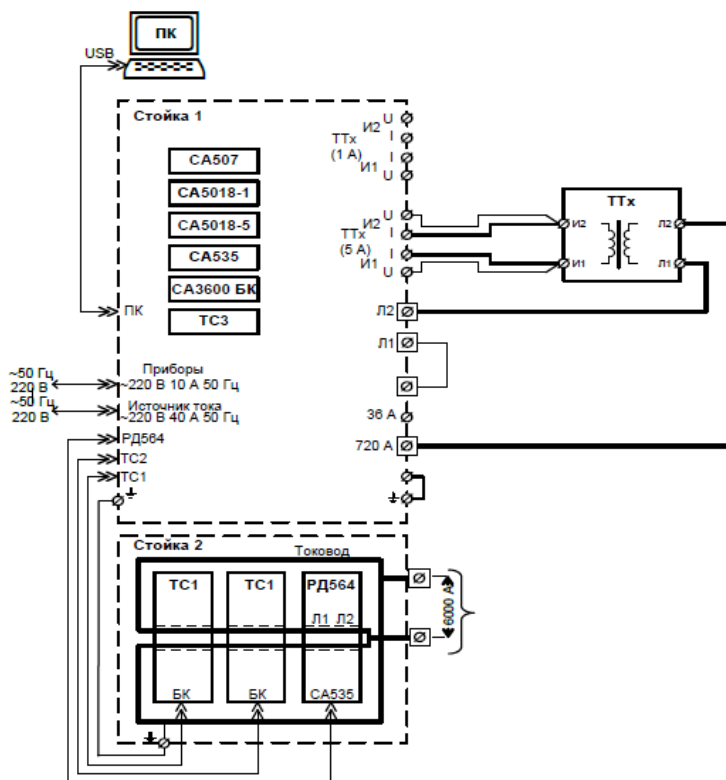 ПК
USB
Стойка 1
СА507
СА5018-1
СА5018-5
СА535
СА3600 БК
ТС3
U
И2
I
ТТх
(1 А)
I
И1
U
U
И2
I
ТТх
(5 А)
I
И1
U
ТТх
И2
Л2
И1
Л1
ПК
Л2
Л1
~50 Гц
220 В
Приборы
~220 В 10 А 50 Гц
~50 Гц
220 В
Источник тока
~220 В 40 А 50 Гц
36 А
РД564
720 А
ТС2
ТС1
Стойка 2
Токовод
ТС1
ТС1
РД564
Л1 Л2
6000 А
БК
БК
СА535